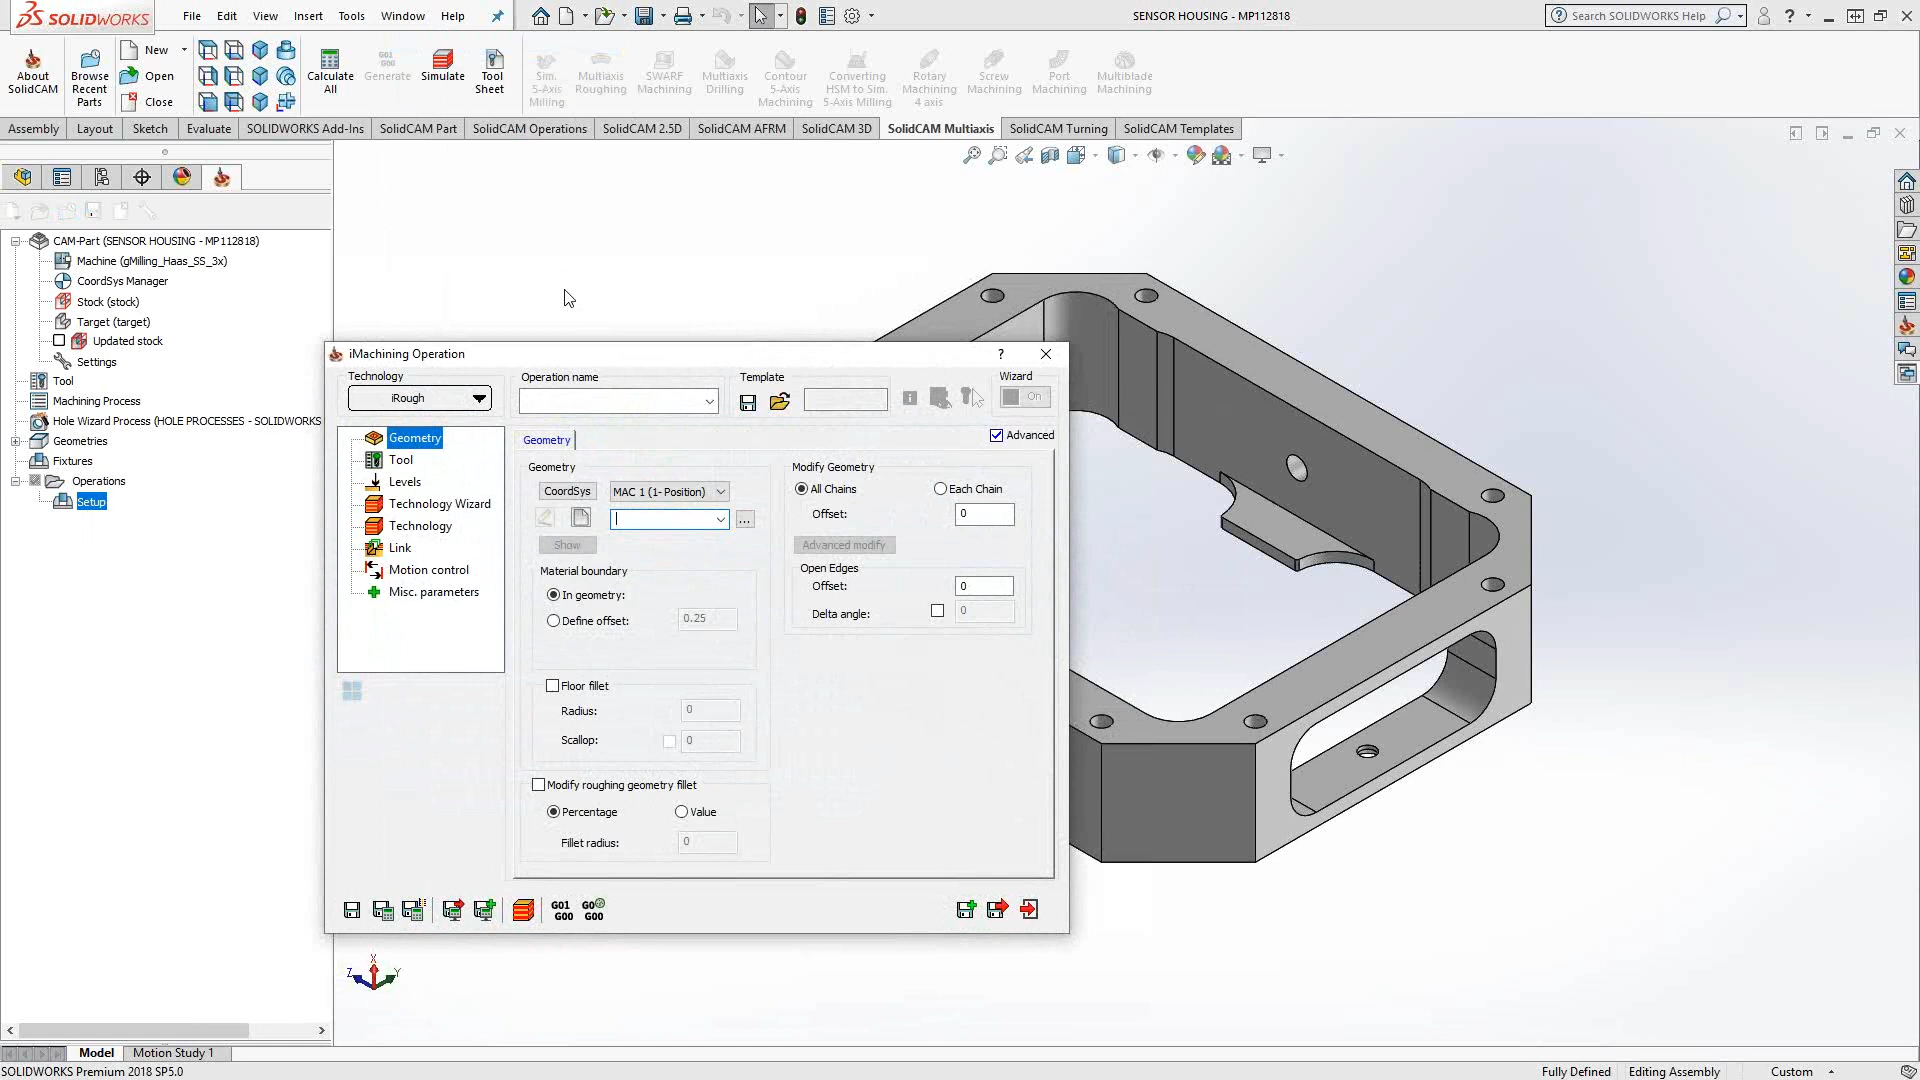 SOLIDWORKS File Edit View Insert Tools Window Help SENSOR HOUSING - MP112818 Search SOLIDWORKS Help
About SOLIDCAM
Browse Recent Parts
New
Open
Close
Calculate All
G01 G00 Generate
Simulate
Tool Sheet
Sim. 5-Axis Milling
Multiaxis Roughing
SWARF Machining
Multiaxis Drilling
Contour 5-Axis Machining
Converting HSM to Sim. 5-Axis Milling
Rotary Machining 4 axis
Screw Machining
Port Machining
Multiblade Machining
Assembly Layout Sketch Evaluate SOLIDWORKS Add-Ins SolidCAM Part SolidCAM Operations SolidCAM 2.5D SolidCAM AFRM SolidCAM 3D SolidCAM Multiaxis SolidCAM Turning SolidCAM Templates
CAM-Part (SENSOR HOUSING - MP112818)
Machine (gMilling_Haas_SS_3x)
CoordSys Manager
Stock (stock)
Target (target)
Updated stock
Settings
Tool
Machining Process
Hole Wizard Process (HOLE PROCESSES - SOLIDWORKS
Geometries
Fixtures
Operations
Setup
iMachining Operation ?
Technology
iRough
Operation name
Template
Wizard
On
Geometry
Tool
Levels
Technology Wizard
Technology
Link
Motion control
Misc. parameters
Geometry
Advanced
Geometry
CoordSys MAC 1 (1- Position)
...
Show
Material boundary
In geometry:
Define offset: 0.25
Floor fillet
Radius: 0
Scallop: 0
Modify roughing geometry fillet
Percentage Value
Fillet radius: 0
Modify Geometry
All Chains Each Chain
Offset: 0
Advanced modify
Open Edges
Offset: 0
Delta angle: 0
G01 G00
G0 G00
X
Z Y
Model Motion Study 1
SOLIDWORKS Premium 2018 SP5.0 Fully Defined Editing Assembly Custom